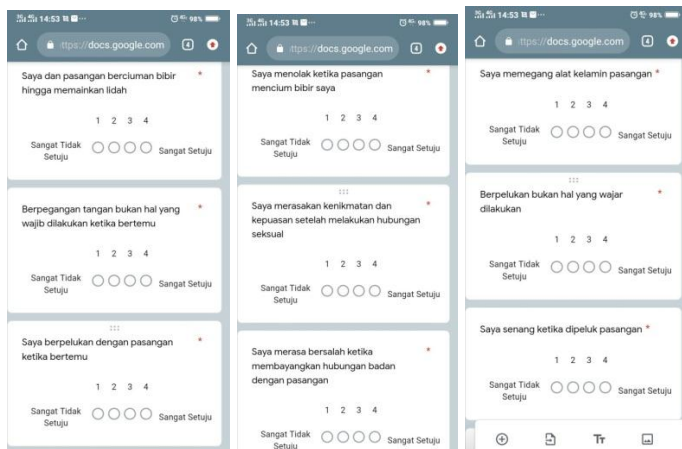 14:53
98%
https://docs.google.com
4
Saya dan pasangan berciuman bibir *
hingga memainkan lidah
1 2 3 4
Sangat Tidak
Setuju
Sangat Setuju
Berpegangan tangan bukan hal yang *
wajib dilakukan ketika bertemu
1 2 3 4
Sangat Tidak
Setuju
Sangat Setuju
Saya berpelukan dengan pasangan *
ketika bertemu
1 2 3 4
Sangat Tidak
Setuju
Sangat Setuju
14:53
98%
ttps://docs.google.com
4
Saya menolak ketika pasangan *
mencium bibir saya
1 2 3 4
Sangat Tidak
Setuju
Sangat Setuju
Saya merasakan kenikmatan dan *
kepuasan setelah melakukan hubungan
seksual
1 2 3 4
Sangat Tidak
Setuju
Sangat Setuju
Saya merasa bersalah ketika *
membayangkan hubungan badan
dengan pasangan
1 2 3 4
Sangat Tidak
Setuju
Sangat Setuju
14:53
98%
ttps://docs.google.com
4
Saya memegang alat kelamin pasangan *
1 2 3 4
Sangat Tidak
Setuju
Sangat Setuju
Berpelukan bukan hal yang wajar *
dilakukan
1 2 3 4
Sangat Tidak
Setuju
Sangat Setuju
Saya senang ketika dipeluk pasangan *
1 2 3 4
Sangat Tidak
Setuju
Sangat Setuju
Tт